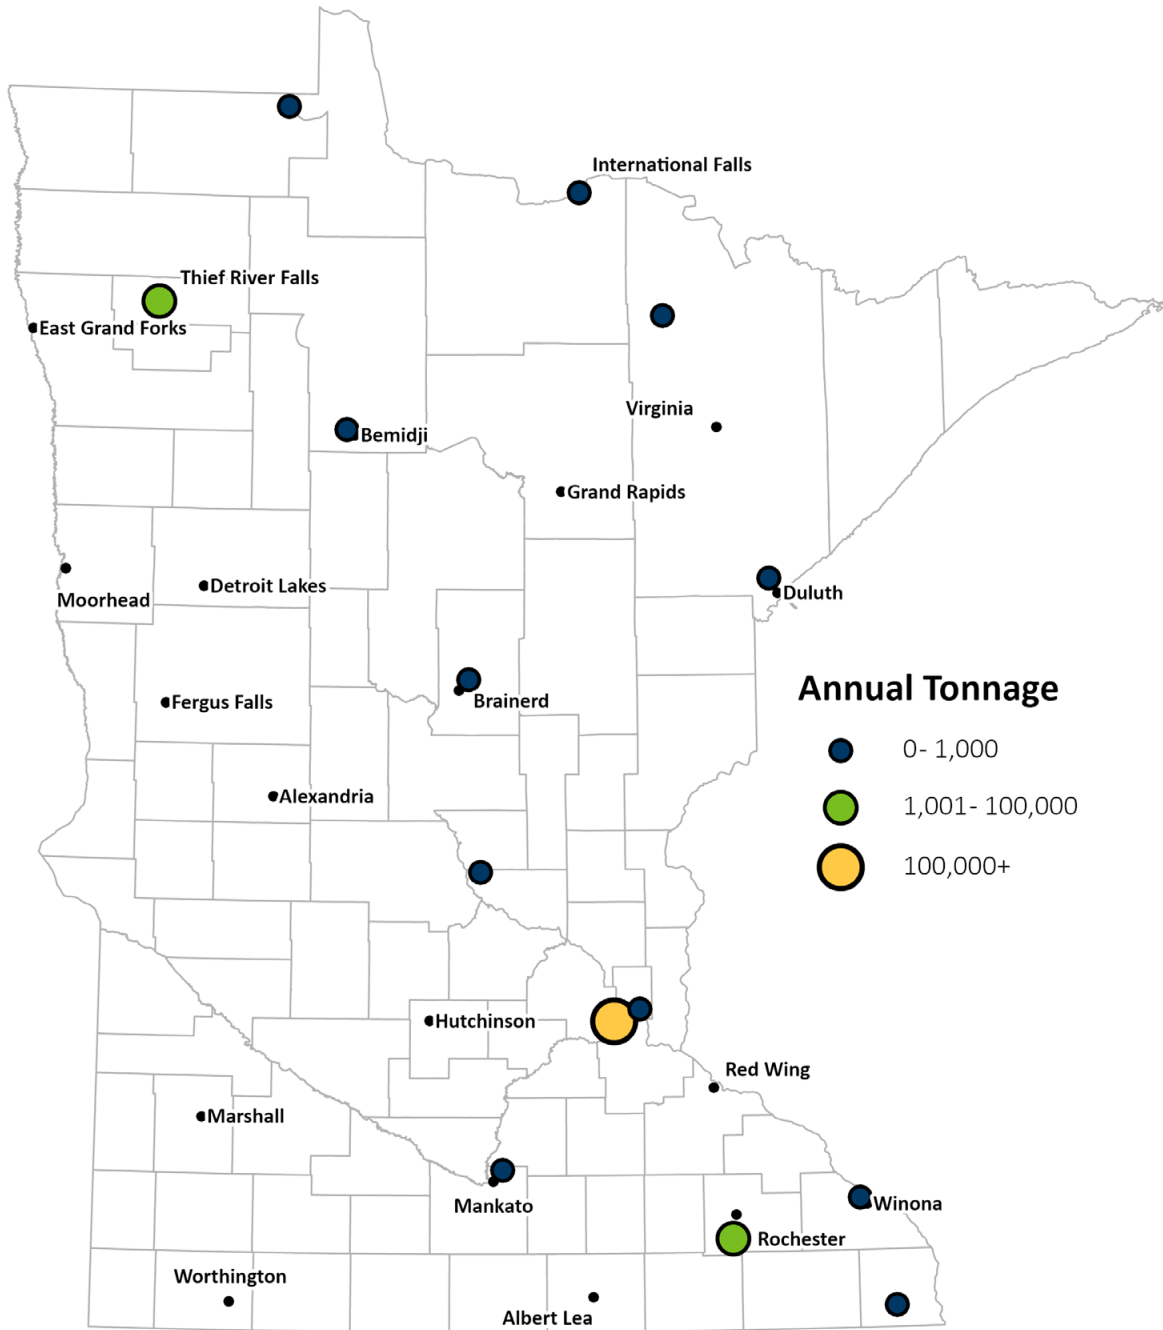 International Falls
Thief River Falls
East Grand Forks
Virginia
Bemidji
Grand Rapids
Detroit Lakes
Duluth
Moorhead
Annual Tonnage
Fergus Falls
Brainerd
0- 1,000
Alexandria
1,001- 100,000
100,000+
Hutchinson
Red Wing
Marshall
Mankato
Winona
Rochester
Worthington
Albert Lea